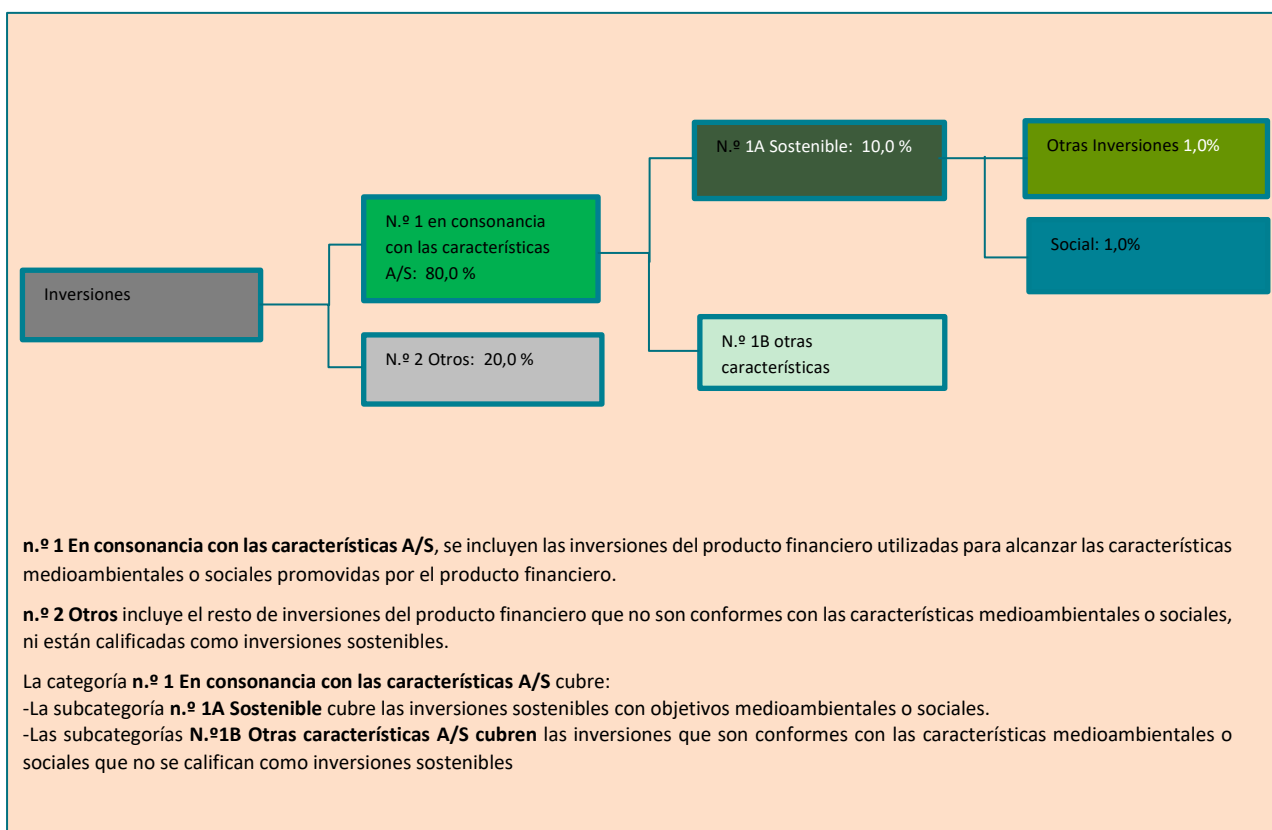 N.º 1A Sostenible: 10,0 %
Otras Inversiones 1,0%
N.º 1 en consonancia
con las características
A/S: 80,0 %
Social: 1,0%
Inversiones
N.º 2 Otros: 20,0 %
N.º 1B otras
características
n.º 1 En consonancia con las características A/S, se incluyen las inversiones del producto financiero utilizadas para alcanzar las características
medioambientales o sociales promovidas por el producto financiero.
n.º 2 Otros incluye el resto de inversiones del producto financiero que no son conformes con las características medioambientales o sociales,
ni están calificadas como inversiones sostenibles.
La categoría n.º 1 En consonancia con las características A/S cubre:
-La subcategoría n.º 1A Sostenible cubre las inversiones sostenibles con objetivos medioambientales o sociales.
-Las subcategorías N.º1B Otras características A/S cubren las inversiones que son conformes con las características medioambientales o
sociales que no se califican como inversiones sostenibles